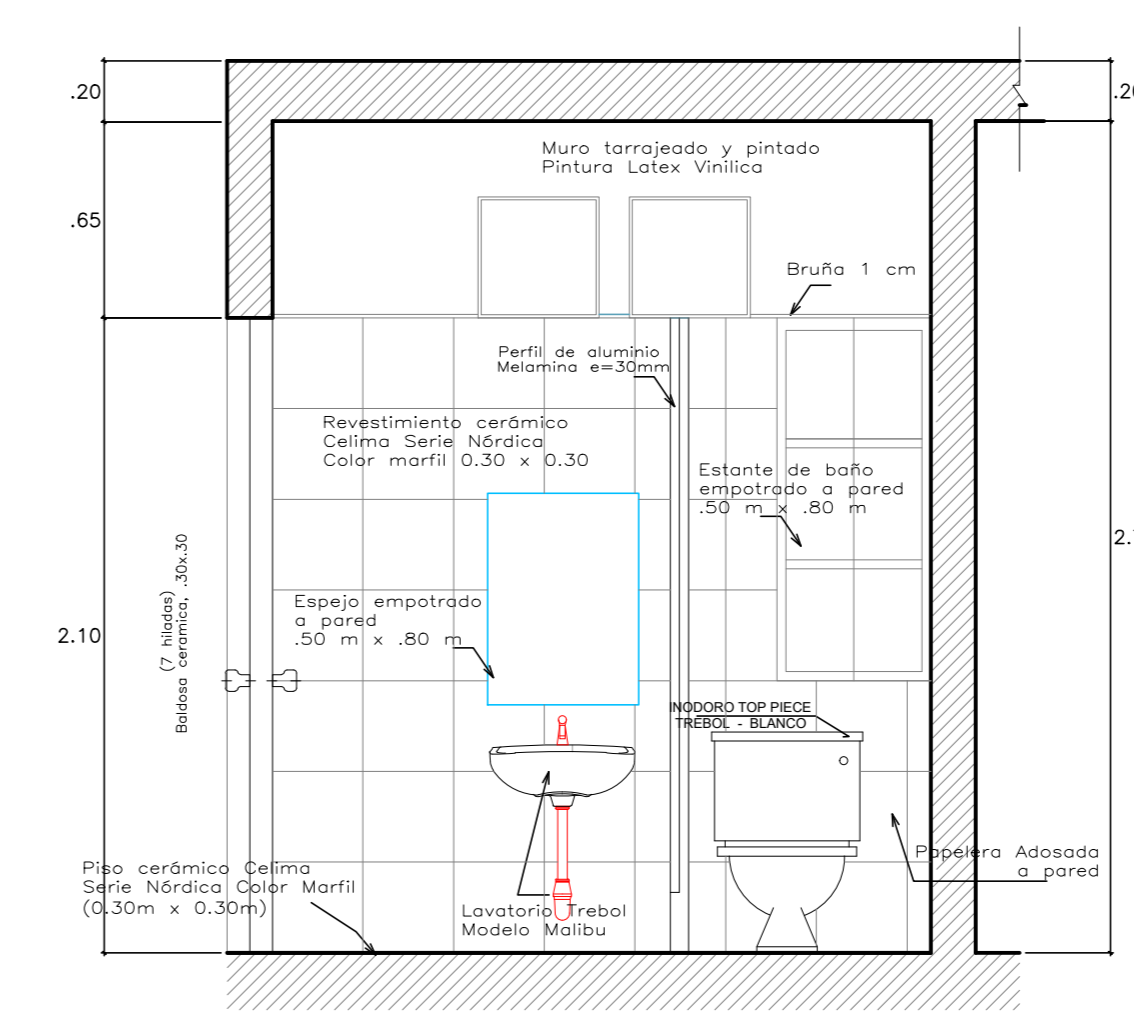 .20
.20
.65
Muro tarrajeado y pintado
Pintura Latex Vinilica
Bruña 1 cm
Perfil de aluminio
Melamina e=30mm
Revestimiento cerámico
Celima Serie Nórdica
Color marfil 0.30 x 0.30
Estante de baño
empotrado a pared
.50 m x .80 m
Espejo empotrado
a pared
.50 m x .80 m
2.10
(7 hiladas)
Baldosa ceramica, .30x.30
INODORO TOP PIECE
TREBOL - BLANCO
Papelera Adosada
a pared
Piso cerámico Celima
Serie Nórdica Color Marfil
(0.30m x 0.30m)
Lavatorio Trebol
Modelo Malibu